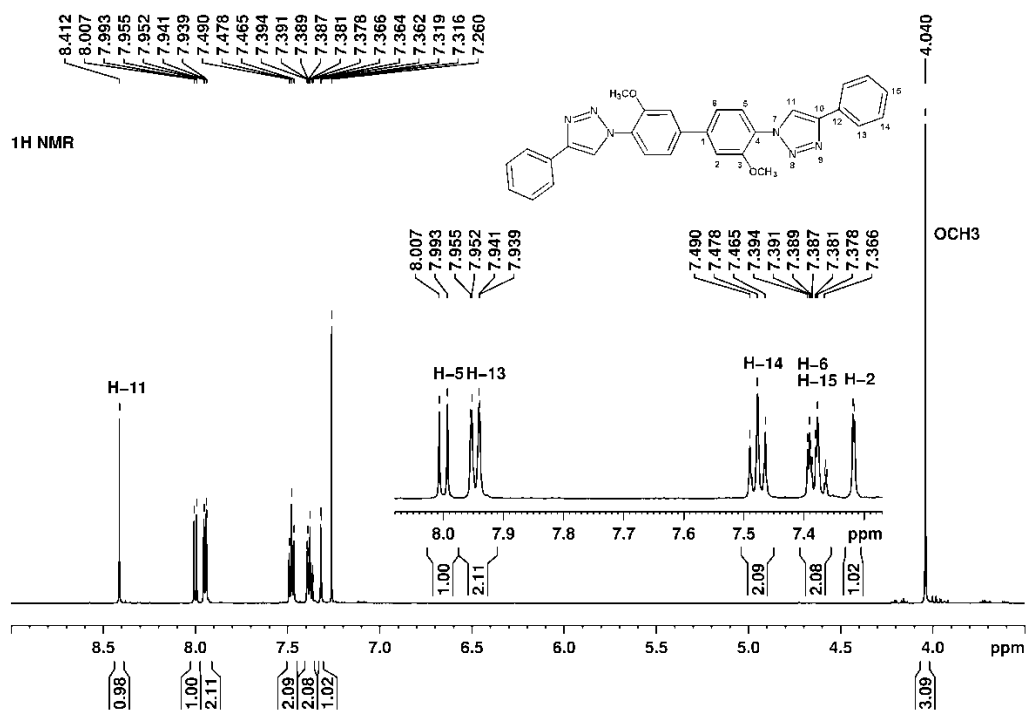 8.412
8.007
7.993
7.955
7.952
7.941
7.939
7.490
7.478
7.465
7.394
7.391
7.389
7.387
7.381
7.378
7.366
7.364
7.362
7.319
7.316
7.260
4.040
1H NMR
OCH₃
N N N
N 7
N 8
N 9
1 2 3 4 5 6
10 11 12 13 14 15
OCH₃
8.007
7.993
7.955
7.952
7.941
7.939
7.490
7.478
7.465
7.394
7.391
7.389
7.387
7.381
7.378
7.366
OCH3
H-11
H-5 H-13
H-14
H-6
H-15
H-2
8.0 7.9 7.8 7.7 7.6 7.5 7.4 ppm
1.00 2.11 2.09 2.08 1.02
8.5 8.0 7.5 7.0 6.5 6.0 5.5 5.0 4.5 4.0 ppm
0.98 1.00 2.11 2.09 2.08 1.02 3.09